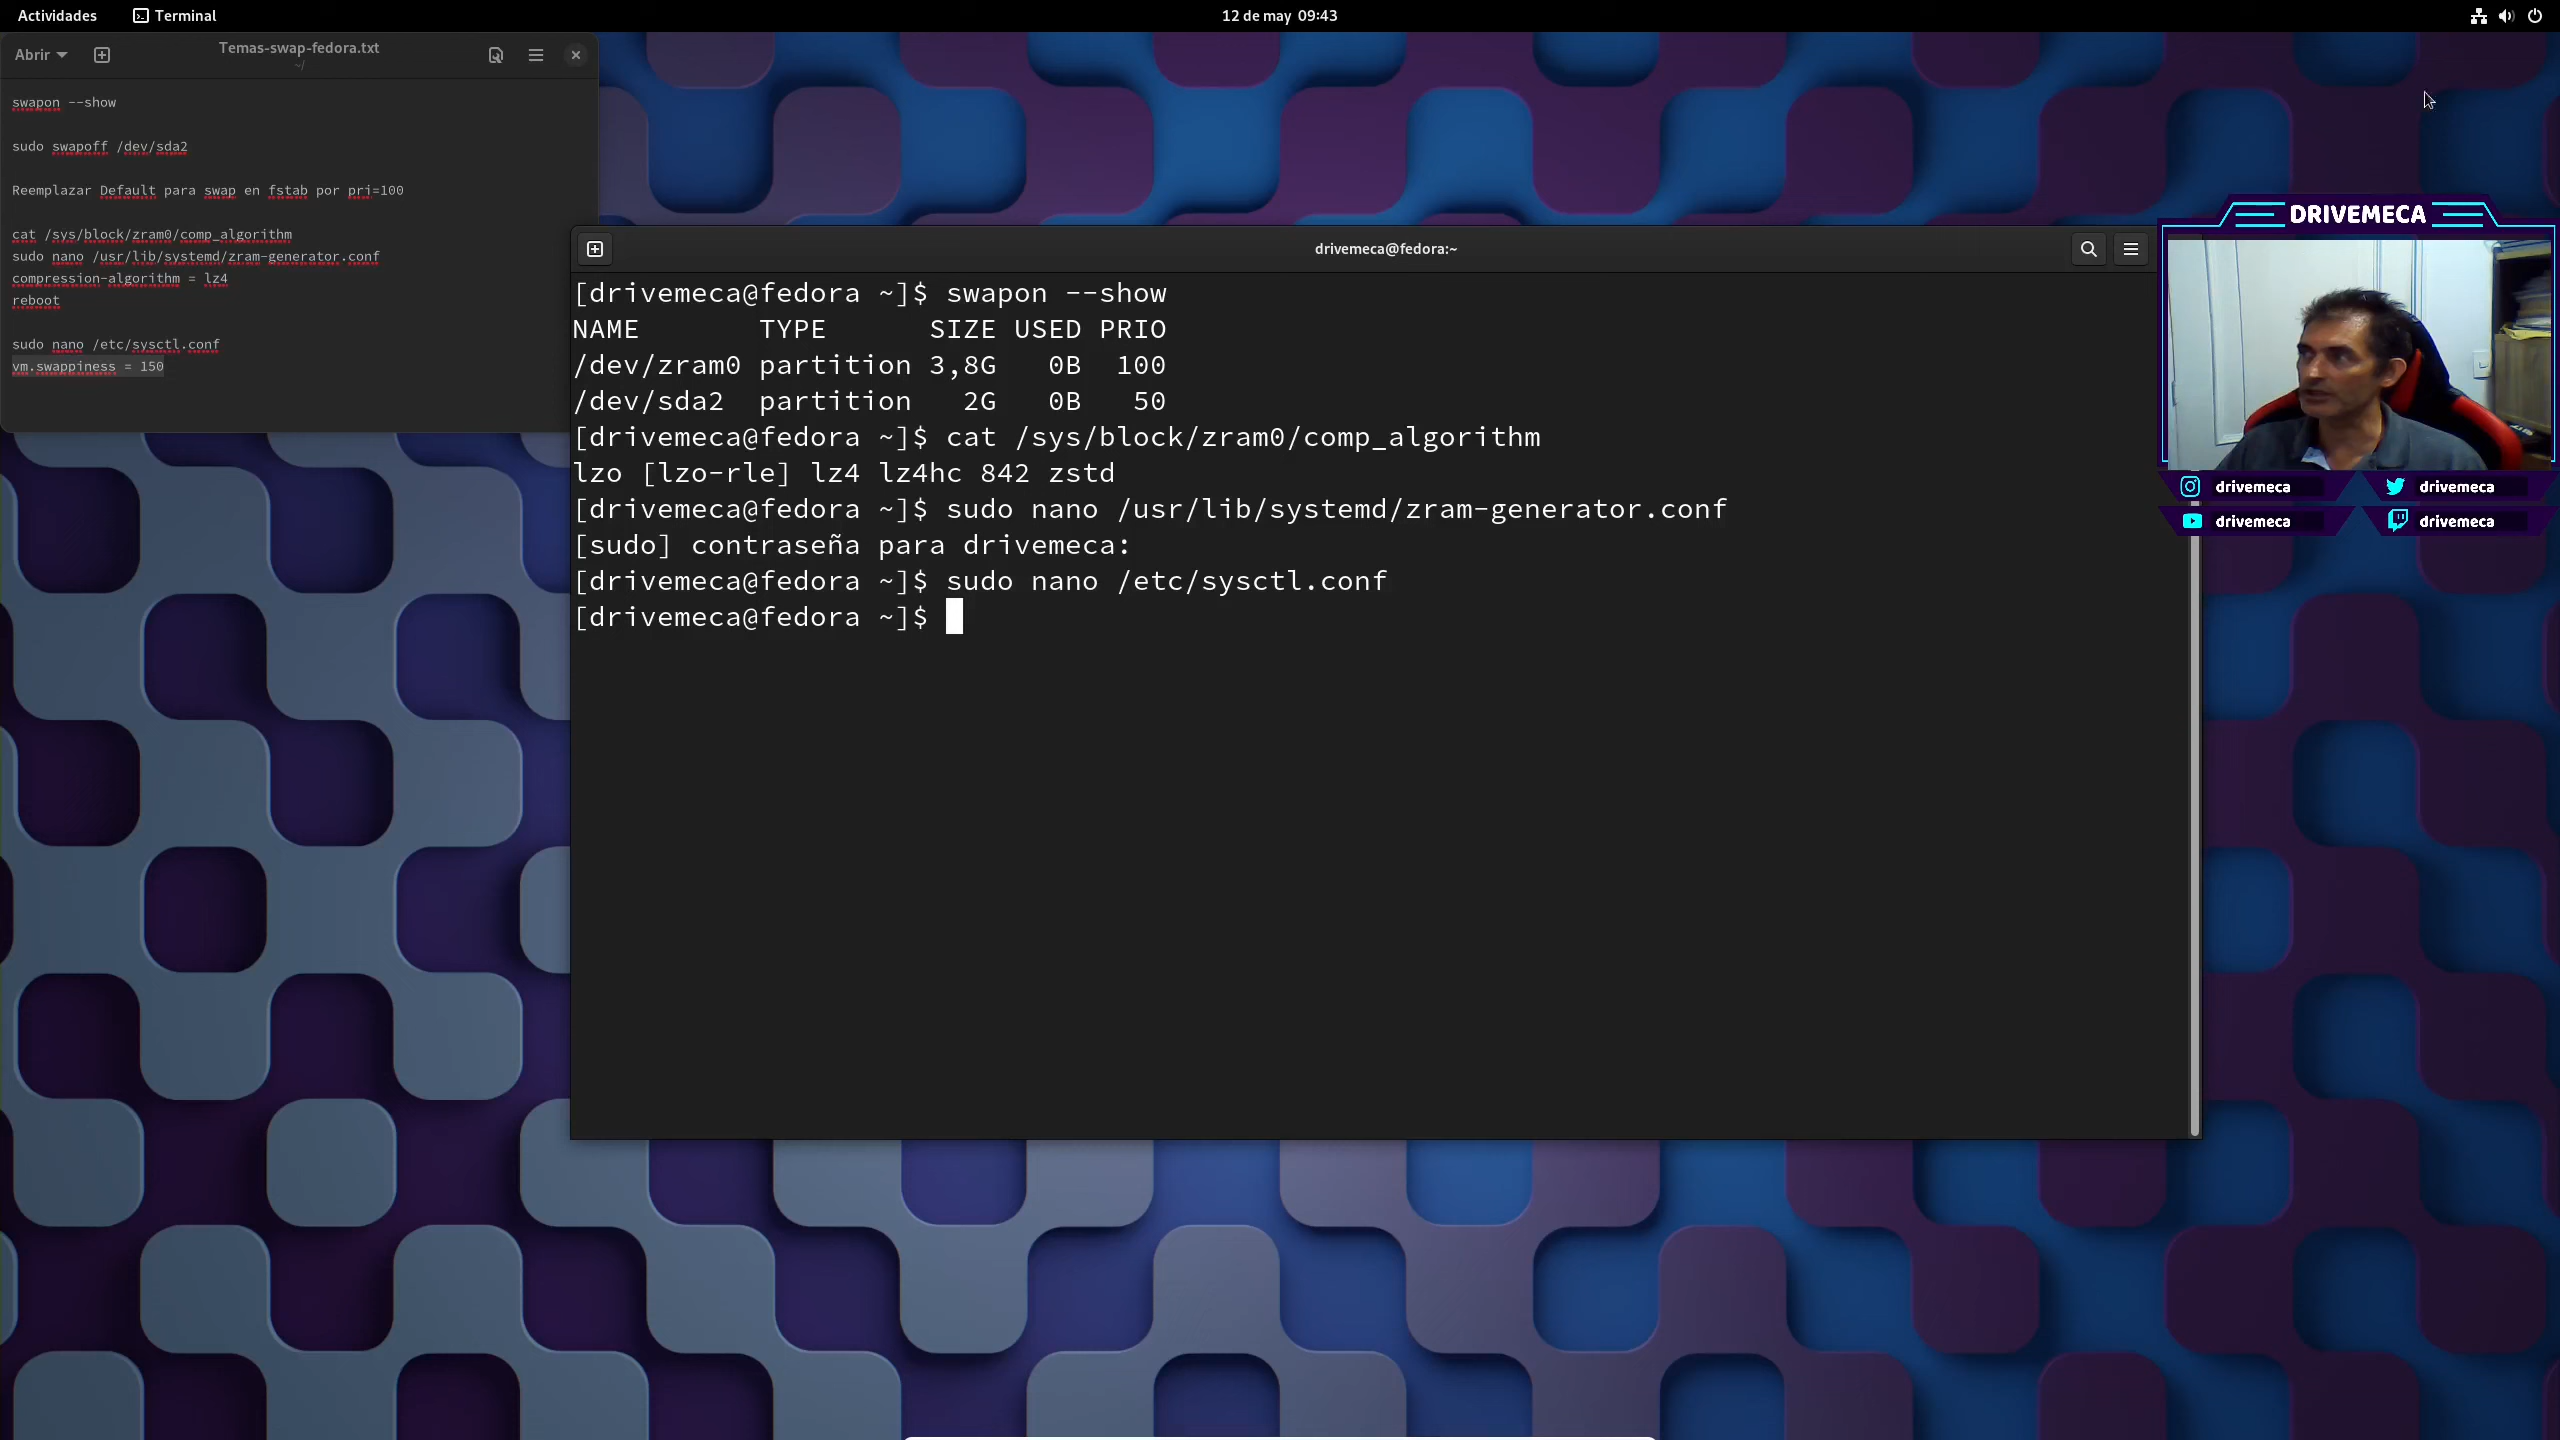 Actividades
Terminal
12 de may 09:43
Abrir
Temas-swap-fedora.txt
~/
swapon --show
sudo swapoff /dev/sda2
Reemplazar Default para swap en fstab por pri=100
cat /sys/block/zram0/comp_algorithm
sudo nano /usr/lib/systemd/zram-generator.conf
compression-algorithm = lz4
reboot
sudo nano /etc/sysctl.conf
vm.swappiness = 150
drivemeca@fedora:~
[drivemeca@fedora ~]$ swapon --show
NAME       TYPE      SIZE USED PRIO
/dev/zram0 partition 3,8G   0B  100
/dev/sda2  partition   2G   0B   50
[drivemeca@fedora ~]$ cat /sys/block/zram0/comp_algorithm
lzo [lzo-rle] lz4 lz4hc 842 zstd
[drivemeca@fedora ~]$ sudo nano /usr/lib/systemd/zram-generator.conf
[sudo] contraseña para drivemeca:
[drivemeca@fedora ~]$ sudo nano /etc/sysctl.conf
[drivemeca@fedora ~]$
DRIVEMECA
drivemeca
drivemeca
drivemeca
drivemeca